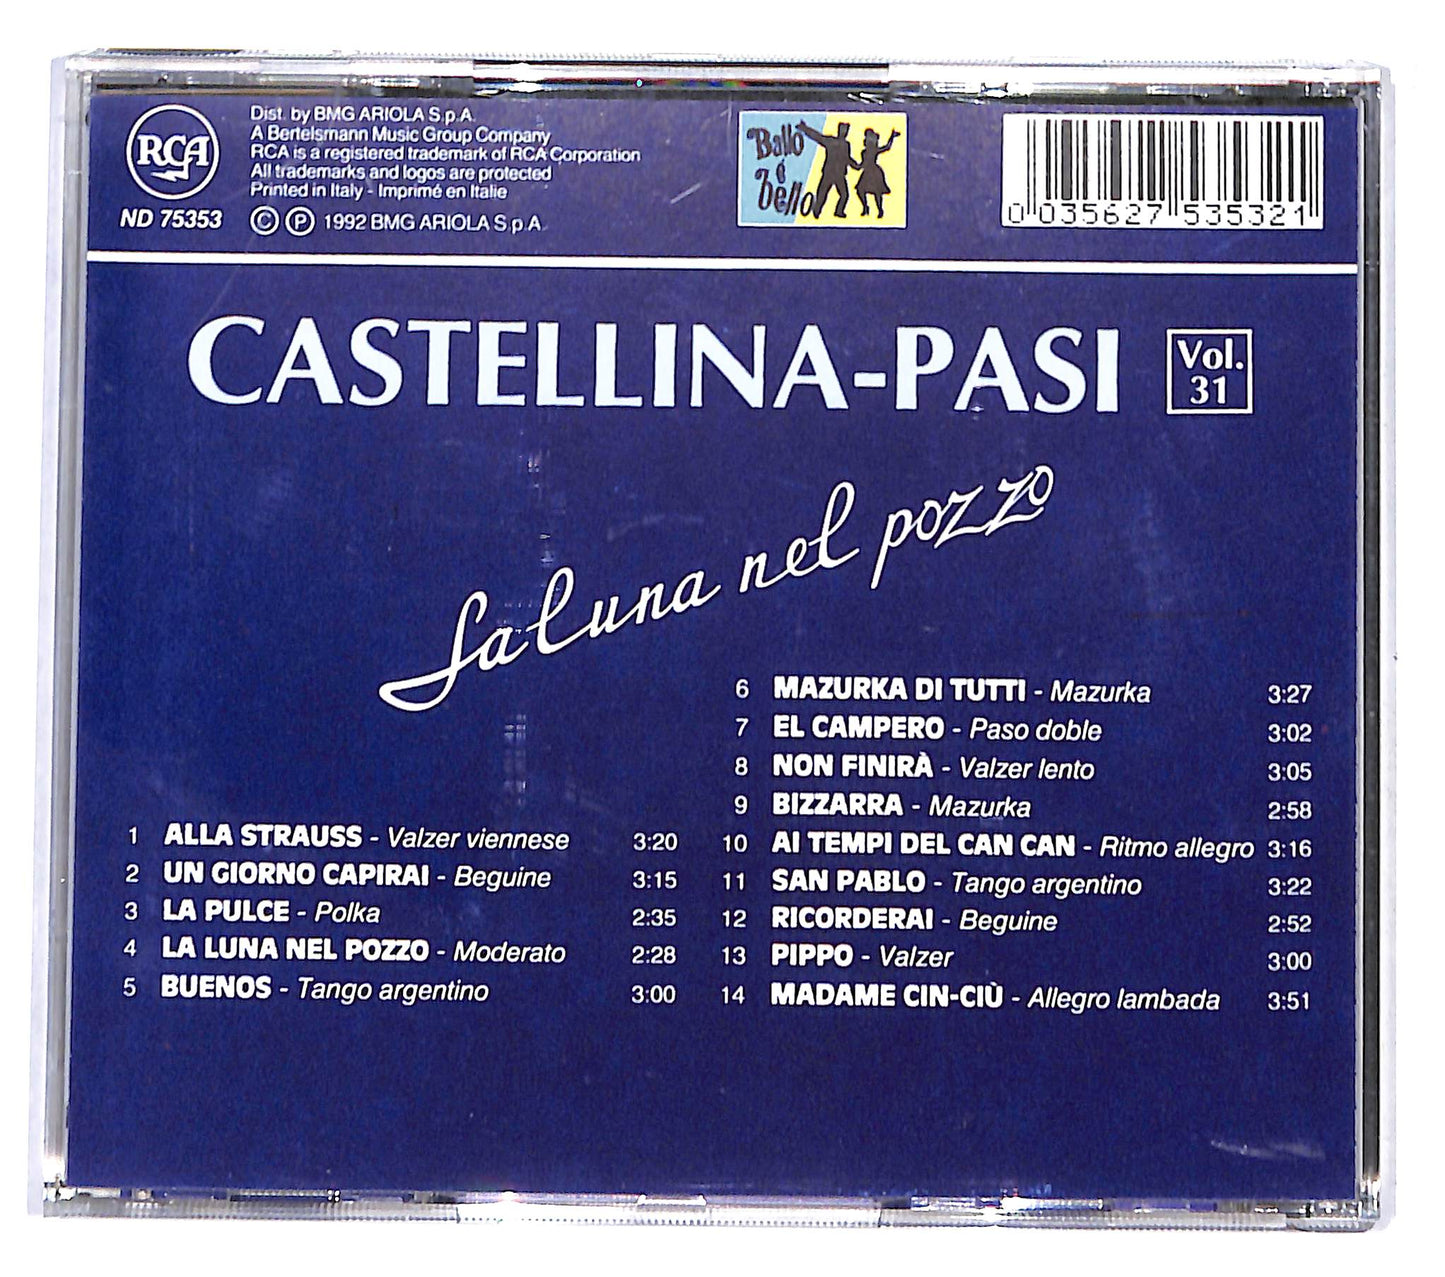 RCA
ND 75353
Dist. by BMG ARIOLA S.p.A.
A Bertelsmann Music Group Company
RCA is a registered trademark of RCA Corporation
All trademarks and logos are protected
Printed in Italy - Imprimé en Italie
© ℗ 1992 BMG ARIOLA S.p.A.
Ballo
è
bello
0 035627 535321
CASTELLINA-PASI
Vol.
31
La luna nel pozzo
1 ALLA STRAUSS - Valzer viennese 3:20
2 UN GIORNO CAPIRAI - Beguine 3:15
3 LA PULCE - Polka 2:35
4 LA LUNA NEL POZZO - Moderato 2:28
5 BUENOS - Tango argentino 3:00
6 MAZURKA DI TUTTI - Mazurka 3:27
7 EL CAMPERO - Paso doble 3:02
8 NON FINIRÀ - Valzer lento 3:05
9 BIZZARRA - Mazurka 2:58
10 AI TEMPI DEL CAN CAN - Ritmo allegro 3:16
11 SAN PABLO - Tango argentino 3:22
12 RICORDERAI - Beguine 2:52
13 PIPPO - Valzer 3:00
14 MADAME CIN-CIÙ - Allegro lambada 3:51